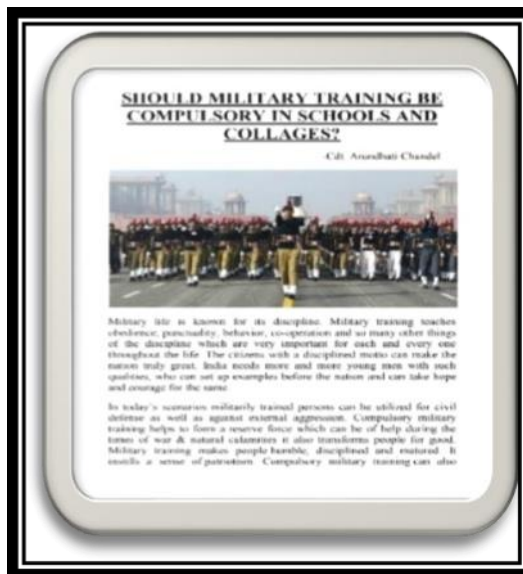 SHOULD MILITARY TRAINING BE
COMPULSORY IN SCHOOLS AND
COLLAGES?
-Cdt. Arundhati Chandel
Military life is known for its discipline. Military training teaches
obedience, punctuality, behavior, co-operation and so many other things
of the discipline which are very important for each and every one
throughout the life. The citizens with a disciplined motto can make the
nation truly great. India needs more and more young men with such
qualities, who can set up examples before the nation and can take hope
and courage for the same.
In today's scenarios militarily trained persons can be utilized for civil
defense as well as against external aggression. Compulsory military
training helps to form a reserve force which can be of help during the
times of war & natural calamities it also transforms people for good.
Military training makes people humble, disciplined and matured. It
instills a sense of patriotism. Compulsory military training can also